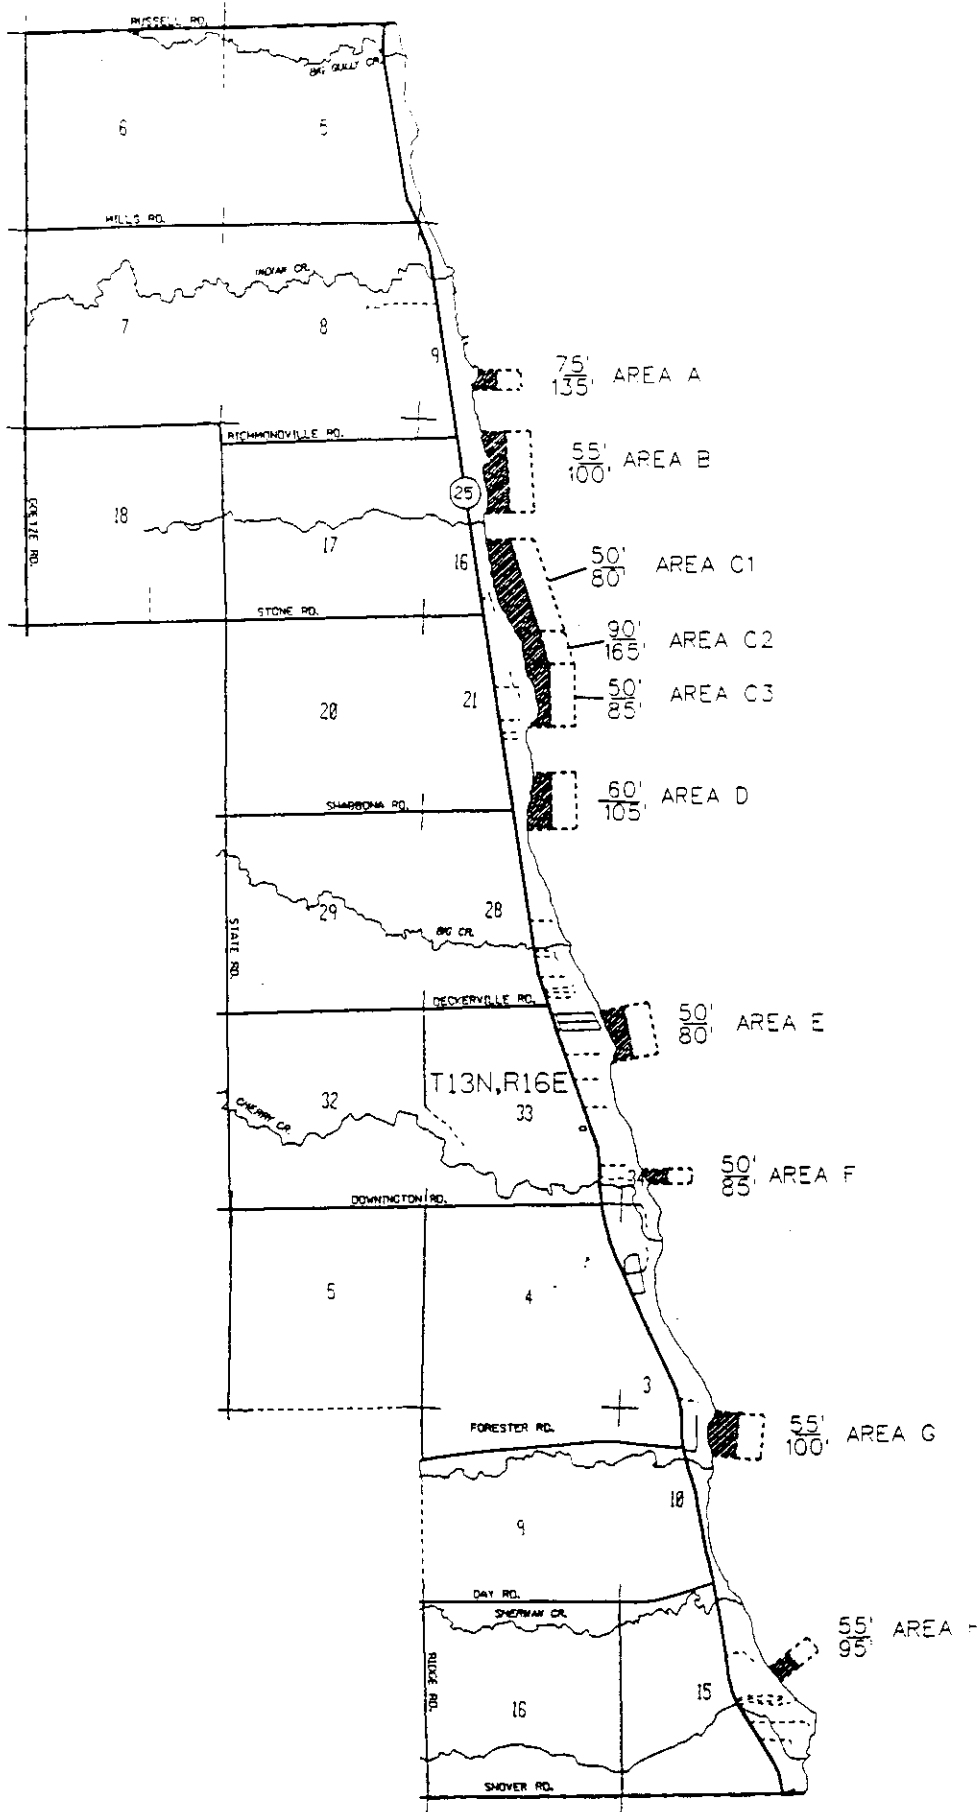 RUSSELL RD.
BIG GULLY CR.
6
5
MILLS RD.
INDIAN CR.
7
8
9
75'
135' AREA A
RICHMONDVILLE RD.
55'
100' AREA B
25
GOETZE RD.
18
17
16
50'
80' AREA C1
STONE RD.
90'
165' AREA C2
21
50'
85' AREA C3
20
60'
105' AREA D
SHABBONA RD.
29
28
BIG CR.
STATE RD.
DECKERVILLE RD.
50'
80' AREA E
T13N,R16E
CHERRY CR.
32
33
50'
85' AREA F
34
DOWNINGTON RD.
5
4
3
FORESTER RD.
55'
100' AREA G
10
9
DAY RD.
SHERMAN CR.
55'
95' AREA
RIDGE RD.
16
15
SNOVER RD.